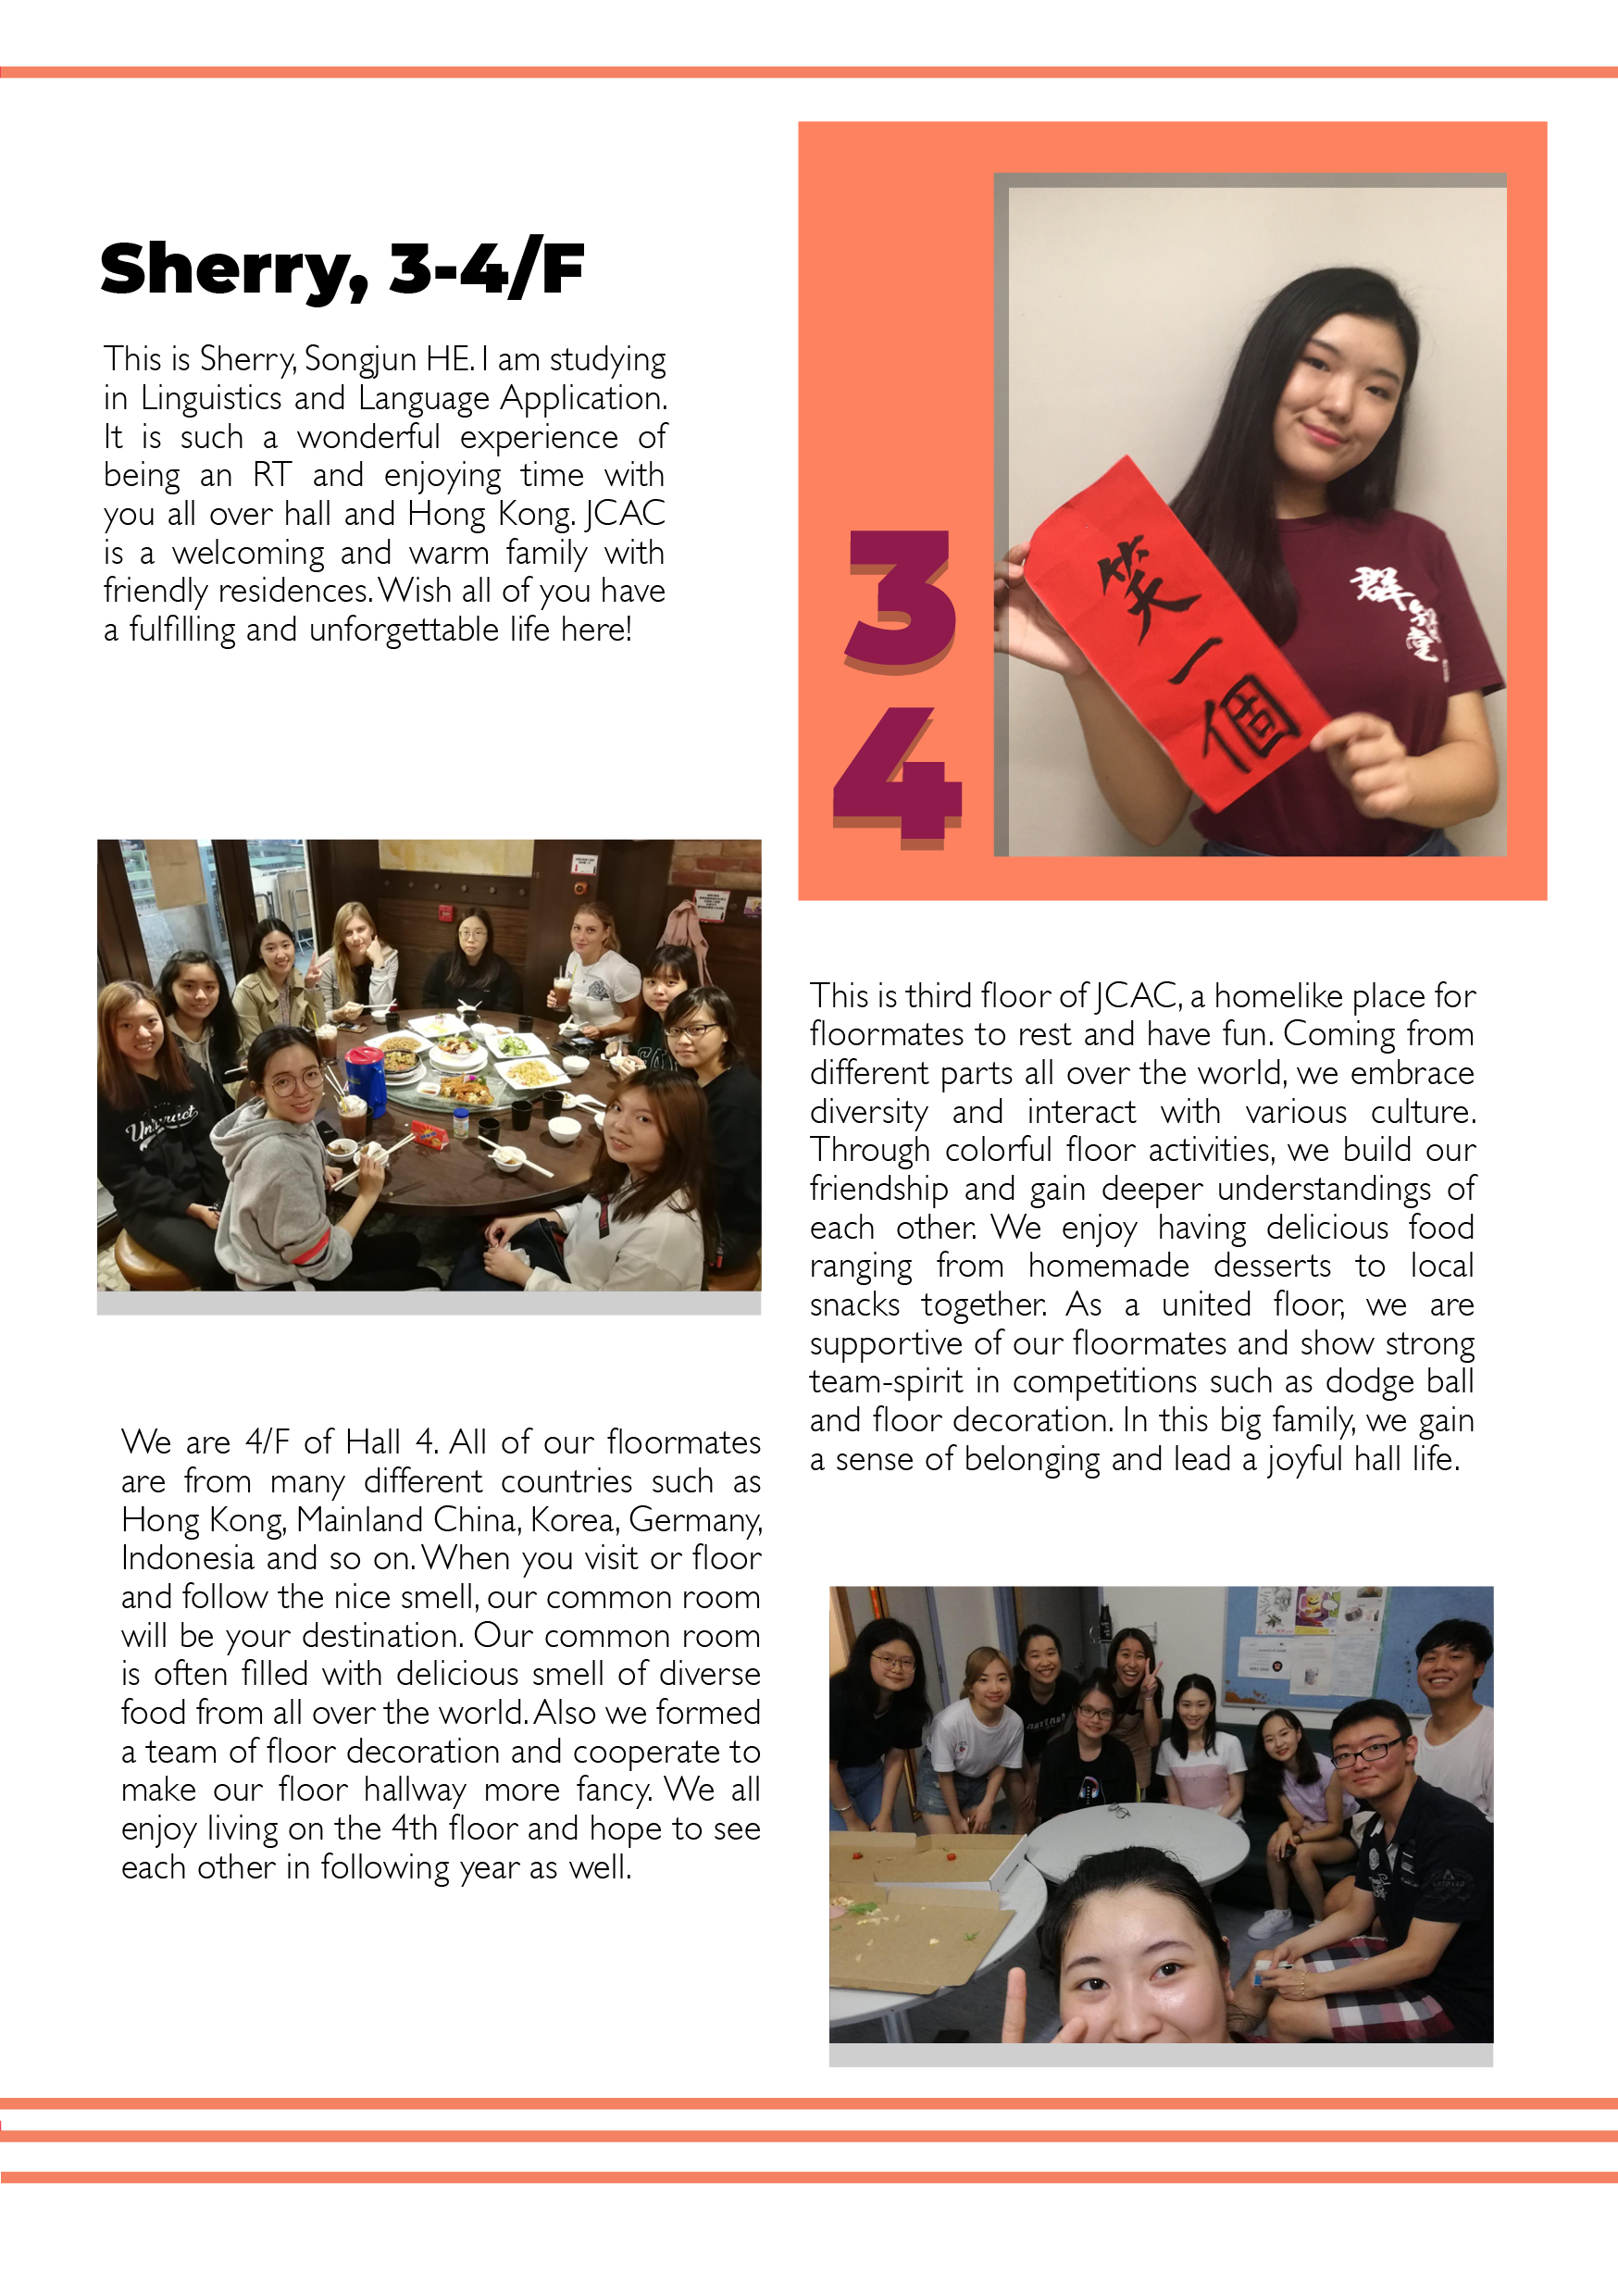 Sherry, 3-4/F
This is Sherry, Songjun HE. I am studying
in Linguistics and Language Application.
It is such a wonderful experience of
being an RT and enjoying time with
you all over hall and Hong Kong. JCAC
is a welcoming and warm family with
friendly residences. Wish all of you have
a fulfilling and unforgettable life here!
3
4
笑一個
群智堂
This is third floor of JCAC, a homelike place for
floormates to rest and have fun. Coming from
different parts all over the world, we embrace
diversity and interact with various culture.
Through colorful floor activities, we build our
friendship and gain deeper understandings of
each other. We enjoy having delicious food
ranging from homemade desserts to local
snacks together. As a united floor, we are
supportive of our floormates and show strong
team-spirit in competitions such as dodge ball
and floor decoration. In this big family, we gain
a sense of belonging and lead a joyful hall life.
We are 4/F of Hall 4. All of our floormates
are from many different countries such as
Hong Kong, Mainland China, Korea, Germany,
Indonesia and so on. When you visit or floor
and follow the nice smell, our common room
will be your destination. Our common room
is often filled with delicious smell of diverse
food from all over the world. Also we formed
a team of floor decoration and cooperate to
make our floor hallway more fancy. We all
enjoy living on the 4th floor and hope to see
each other in following year as well.